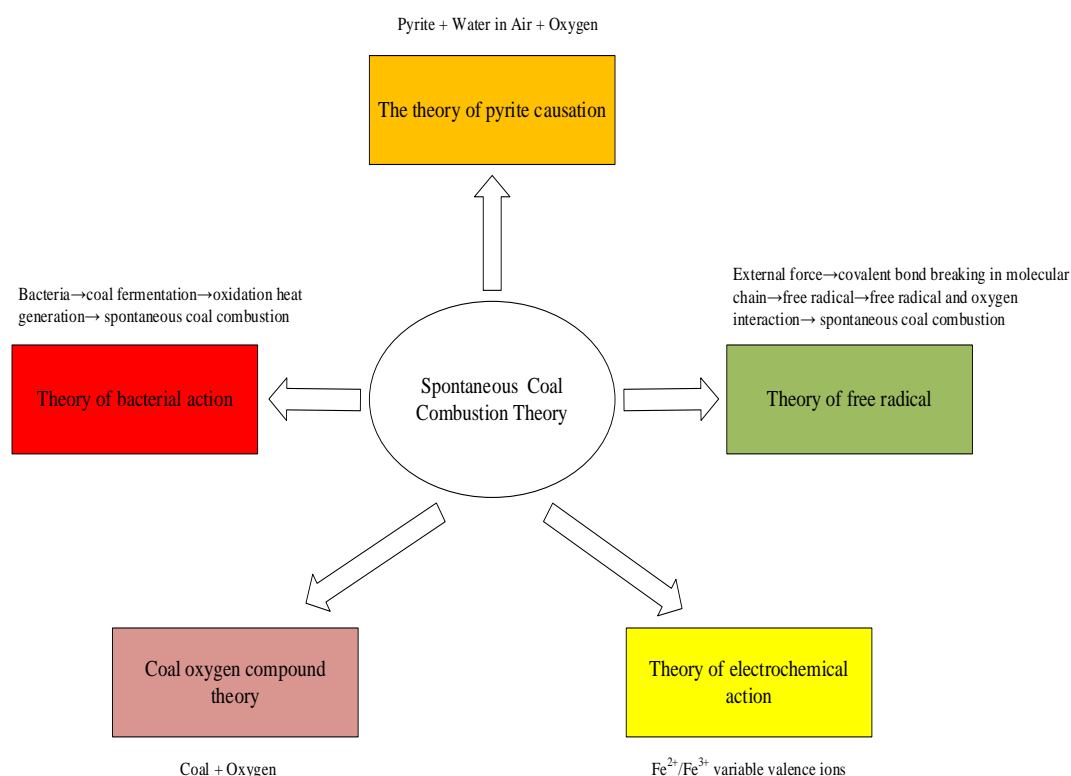 Pyrite + Water in Air + Oxygen
The theory of pyrite causation
Bacteria→coal fermentation→oxidation heat
generation→ spontaneous coal combustion
Theory of bacterial action
Spontaneous Coal
Combustion Theory
External force→covalent bond breaking in molecular
chain→free radical→free radical and oxygen
interaction→ spontaneous coal combustion
Theory of free radical
Coal oxygen compound
theory
Coal + Oxygen
Theory of electrochemical
action
Fe²⁺/Fe³⁺ variable valence ions